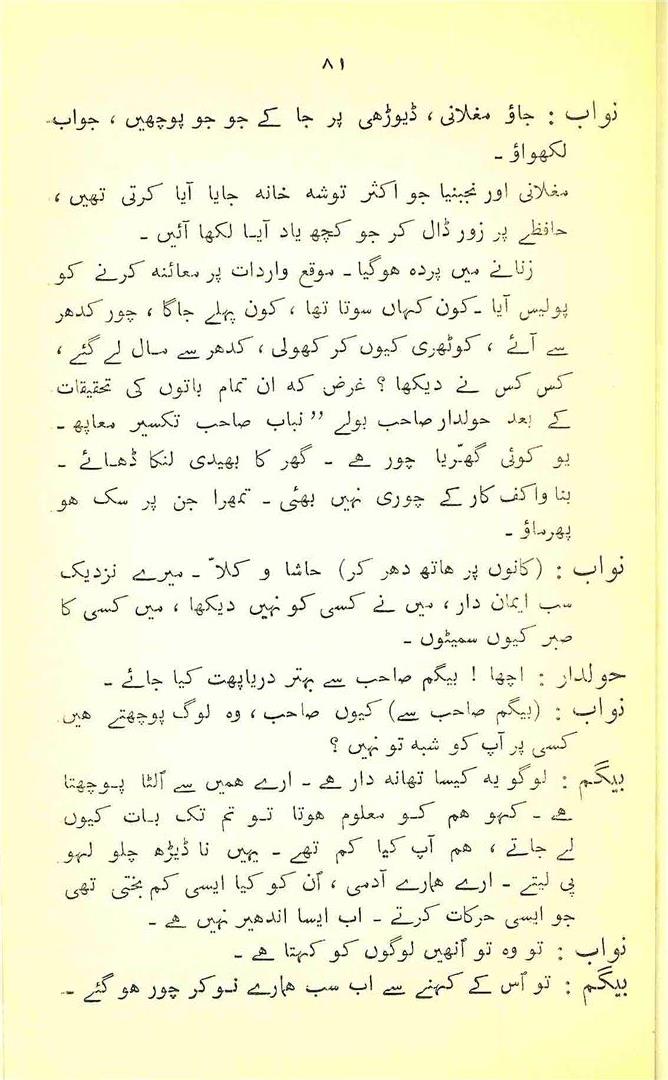 ۸۱
نواب : جاؤ مغلانی ، ڈیوڑھی پر جا کے جو جو پوچھیں ، جواب
لکھواؤ ۔
مغلانی اور نجبنیا جو اکثر توشہ خانہ جایا آیا کرتی تھیں ،
حافظے پر زور ڈال کر جو کچھ یاد آیا لکھا آئیں ۔
زنانے میں پردہ ہوگیا ۔ موقع واردات پر معائنہ کرنے کو
پولیس آیا ۔ کون کہاں سوتا تھا ، کون پہلے جاگا ، چور کدھر
سے آئے ، کوٹھری کیوں کر کھولی ، کدھر سے مال لے گئے ،
کس کس نے دیکھا ؟ غرض کہ ان تمام باتوں کی تحقیقات
کے بعد حولدار صاحب بولے ” نباب صاحب تکسیر معاپھ ۔
یو کوئی گھّریا چور ہے ۔ گھر کا بھیدی لنکا ڈھائے ۔
بنا واکف کار کے چوری نہیں بھئی ۔ تمھرا جن پر سک ہو
پھرماؤ ۔
نواب : (کانوں پر ہاتھ دھر کر) حاشا و کلاّ ۔ میرے نزدیک
سب ایمان دار ، میں نے کسی کو نہیں دیکھا ، میں کسی کا
صبر کیوں سمیٹوں ۔
حولدار : اچھا ! بیگم صاحب سے بہتر دریاپھت کیا جائے ۔
نواب : (بیگم صاحب سے) کیوں صاحب ، وہ لوگ پوچھتے ہیں
کسی پر آپ کو شبہ تو نہیں ؟
بیگم : لوگو یہ کیسا تھانہ دار ہے ۔ ارے ہمیں سے اُلٹا پوچھتا
ہے ۔ کہو ہم کو معلوم ہوتا تو تم تک بات کیوں
لے جاتے ، ہم آپ کیا کم تھے ۔ یہیں نا ڈیڑھ چلو لہو
پی لیتے ۔ ارے ہمارے آدمی ، اُن کو کیا ایسی کم بختی تھی
جو ایسی حرکات کرتے ۔ اب ایسا اندھیر نہیں ہے ۔
نواب : تو وہ تو اُنھیں لوگوں کو کہتا ہے ۔
بیگم : تو اُس کے کہنے سے اب سب ہمارے نوکر چور ہو گئے ۔